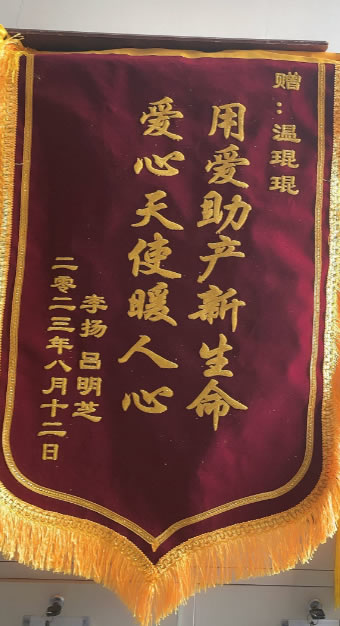 赠：温琨琨
用爱助产新生命
爱心天使暖人心
李扬 吕明芝
二零二三年八月十二日